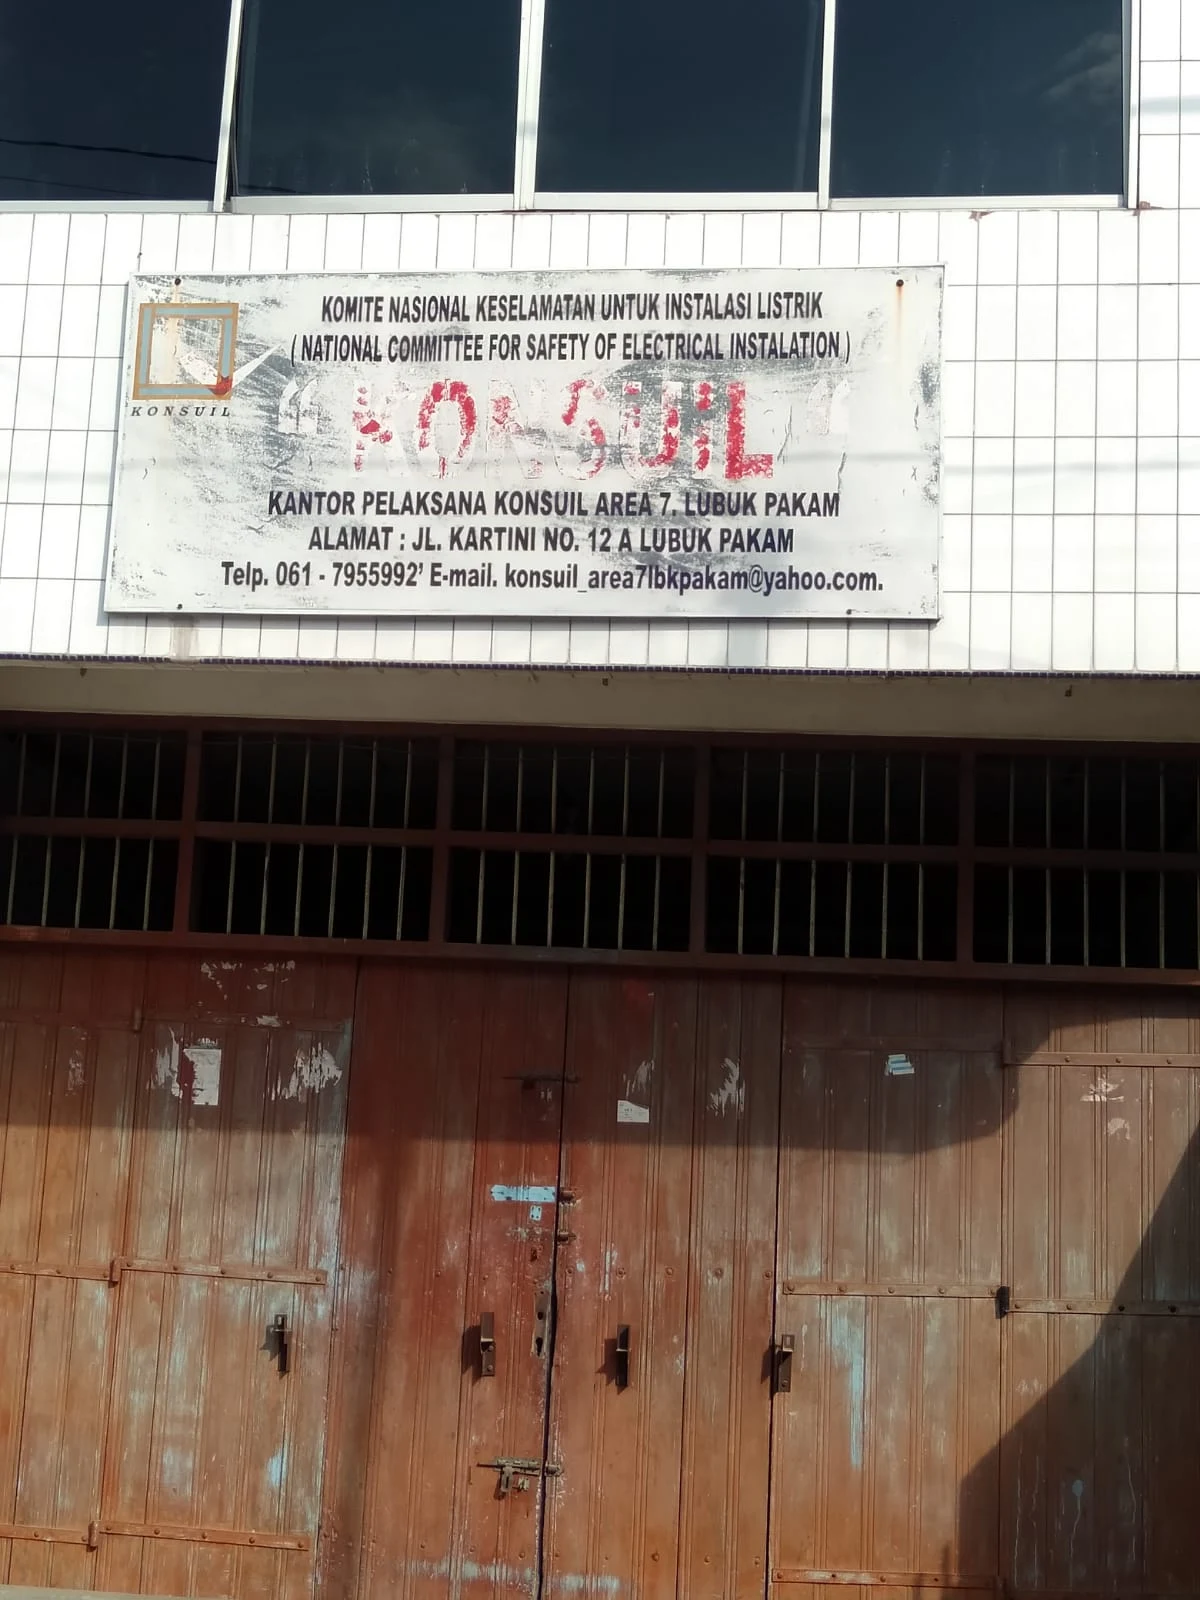 KOMITE NASIONAL KESELAMATAN UNTUK INSTALASI LISTRIK
( NATIONAL COMMITTEE FOR SAFETY OF ELECTRICAL INSTALATION )
KONSUIL
“ KONSUIL “
KANTOR PELAKSANA KONSUIL AREA 7. LUBUK PAKAM
ALAMAT : JL. KARTINI NO. 12 A LUBUK PAKAM
Telp. 061 - 7955992’ E-mail. konsuil_area7lbkpakam@yahoo.com.